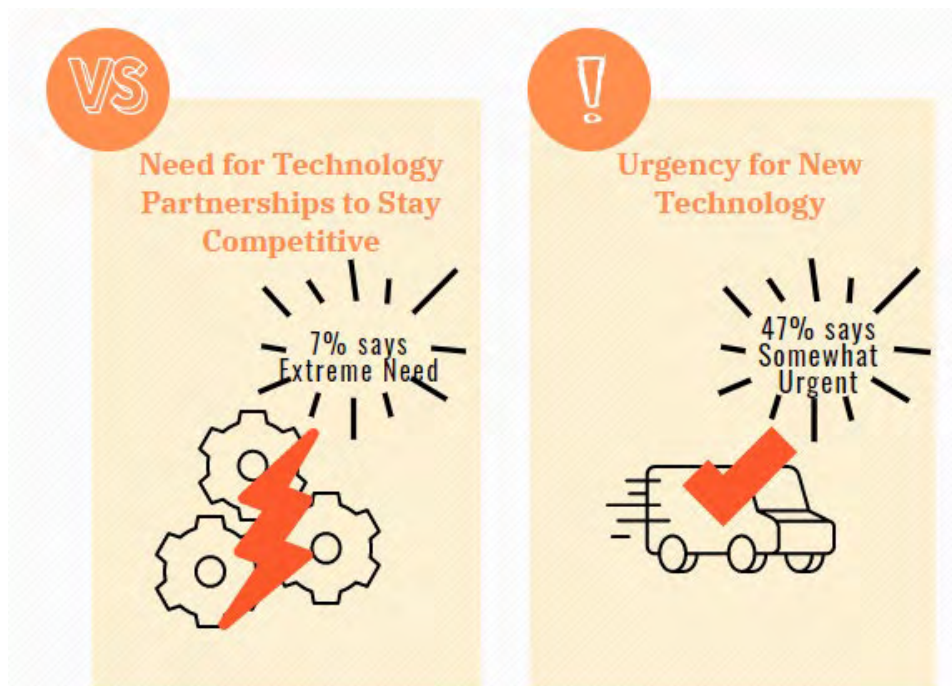 VS
Need for Technology
Partnerships to Stay
Competitive
7% says
Extreme Need
!
Urgency for New
Technology
47% says
Somewhat
Urgent